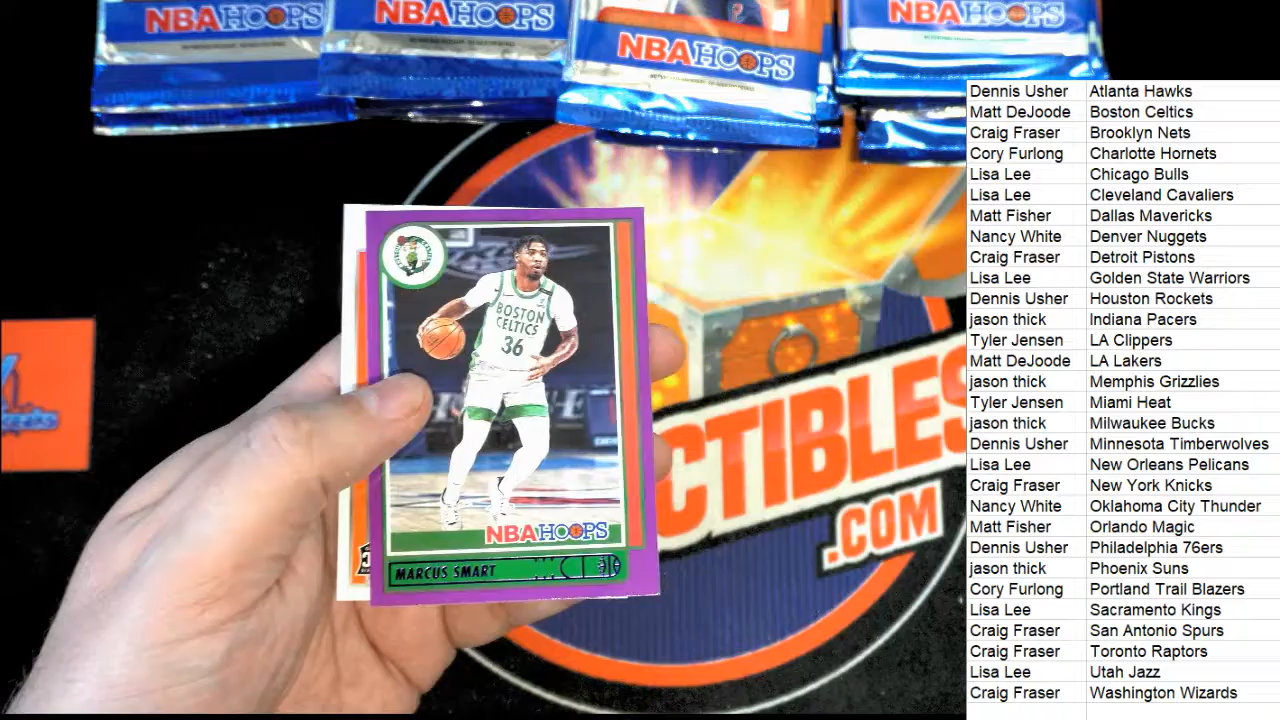 NBA HOOPS
NBA HOOPS
NBA HOOPS
NBA HOOPS
BOSTON
CELTICS
36
NBA HOOPS
MARCUS SMART
CTIBLES
.COM
Dennis Usher Atlanta Hawks
Matt DeJoode Boston Celtics
Craig Fraser Brooklyn Nets
Cory Furlong Charlotte Hornets
Lisa Lee Chicago Bulls
Lisa Lee Cleveland Cavaliers
Matt Fisher Dallas Mavericks
Nancy White Denver Nuggets
Craig Fraser Detroit Pistons
Lisa Lee Golden State Warriors
Dennis Usher Houston Rockets
jason thick Indiana Pacers
Tyler Jensen LA Clippers
Matt DeJoode LA Lakers
jason thick Memphis Grizzlies
Tyler Jensen Miami Heat
jason thick Milwaukee Bucks
Dennis Usher Minnesota Timberwolves
Lisa Lee New Orleans Pelicans
Craig Fraser New York Knicks
Nancy White Oklahoma City Thunder
Matt Fisher Orlando Magic
Dennis Usher Philadelphia 76ers
jason thick Phoenix Suns
Cory Furlong Portland Trail Blazers
Lisa Lee Sacramento Kings
Craig Fraser San Antonio Spurs
Craig Fraser Toronto Raptors
Lisa Lee Utah Jazz
Craig Fraser Washington Wizards